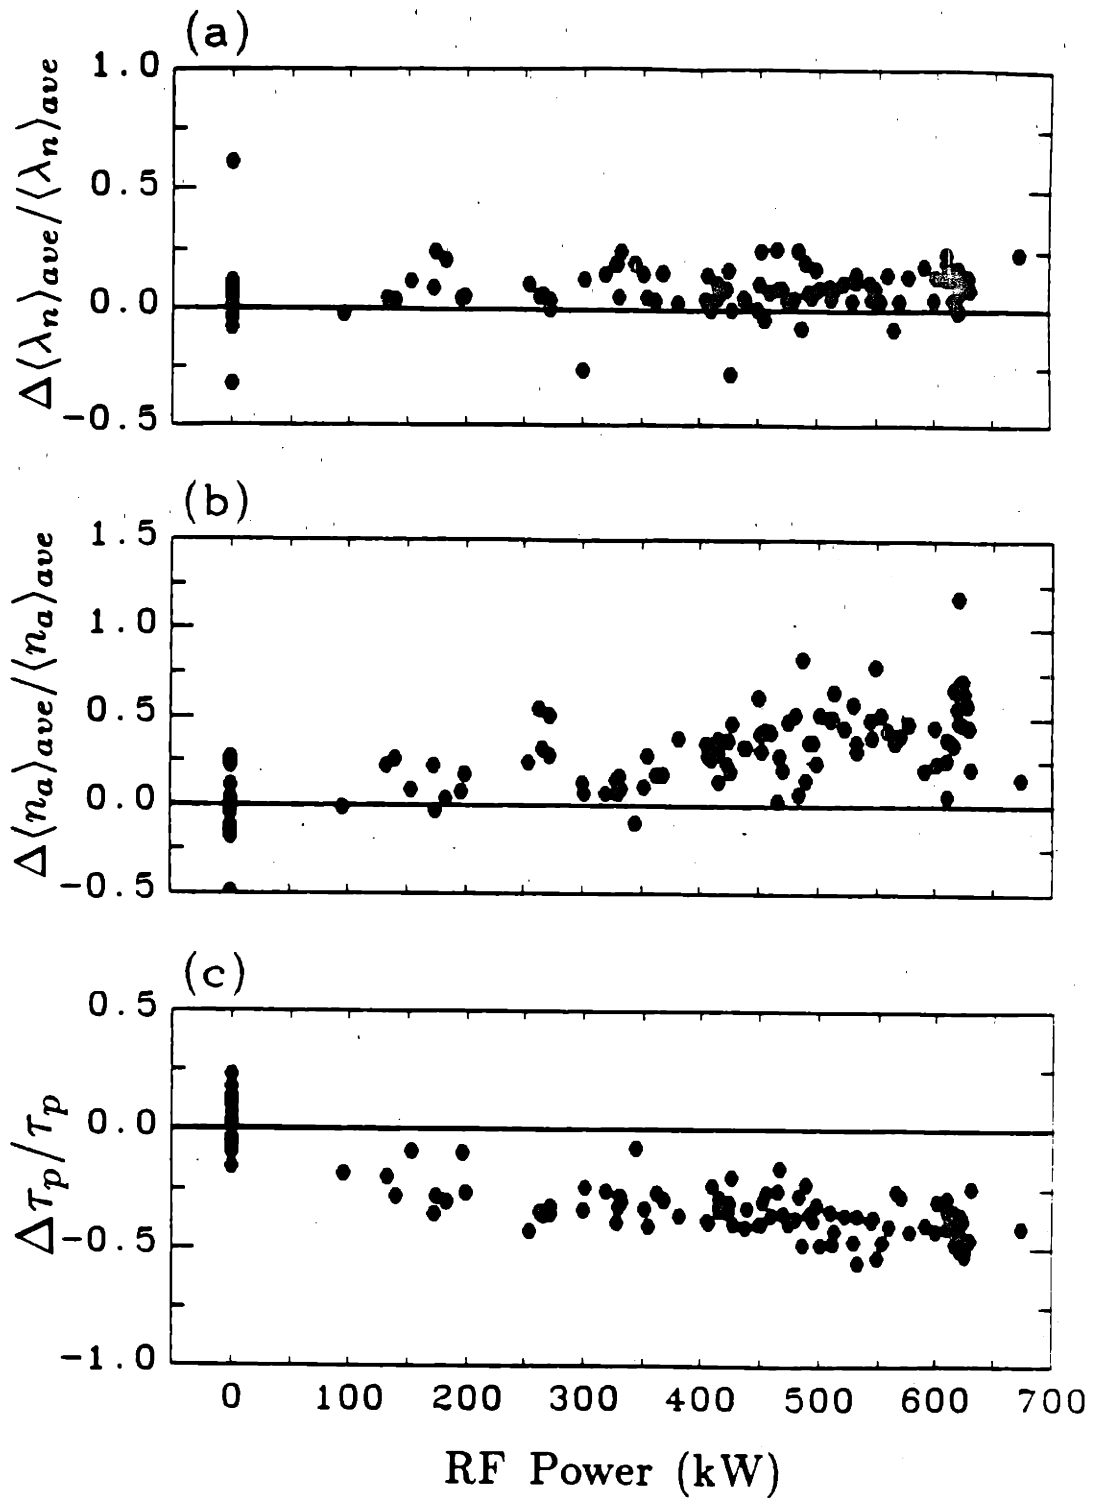 (a)
Δ⟨λn⟩ave/⟨λn⟩ave
1.0
0.5
0.0
-0.5
(b)
Δ⟨na⟩ave/⟨na⟩ave
1.5
1.0
0.5
0.0
-0.5
(c)
Δτp/τp
0.5
0.0
-0.5
-1.0
0 100 200 300 400 500 600 700
RF Power (kW)